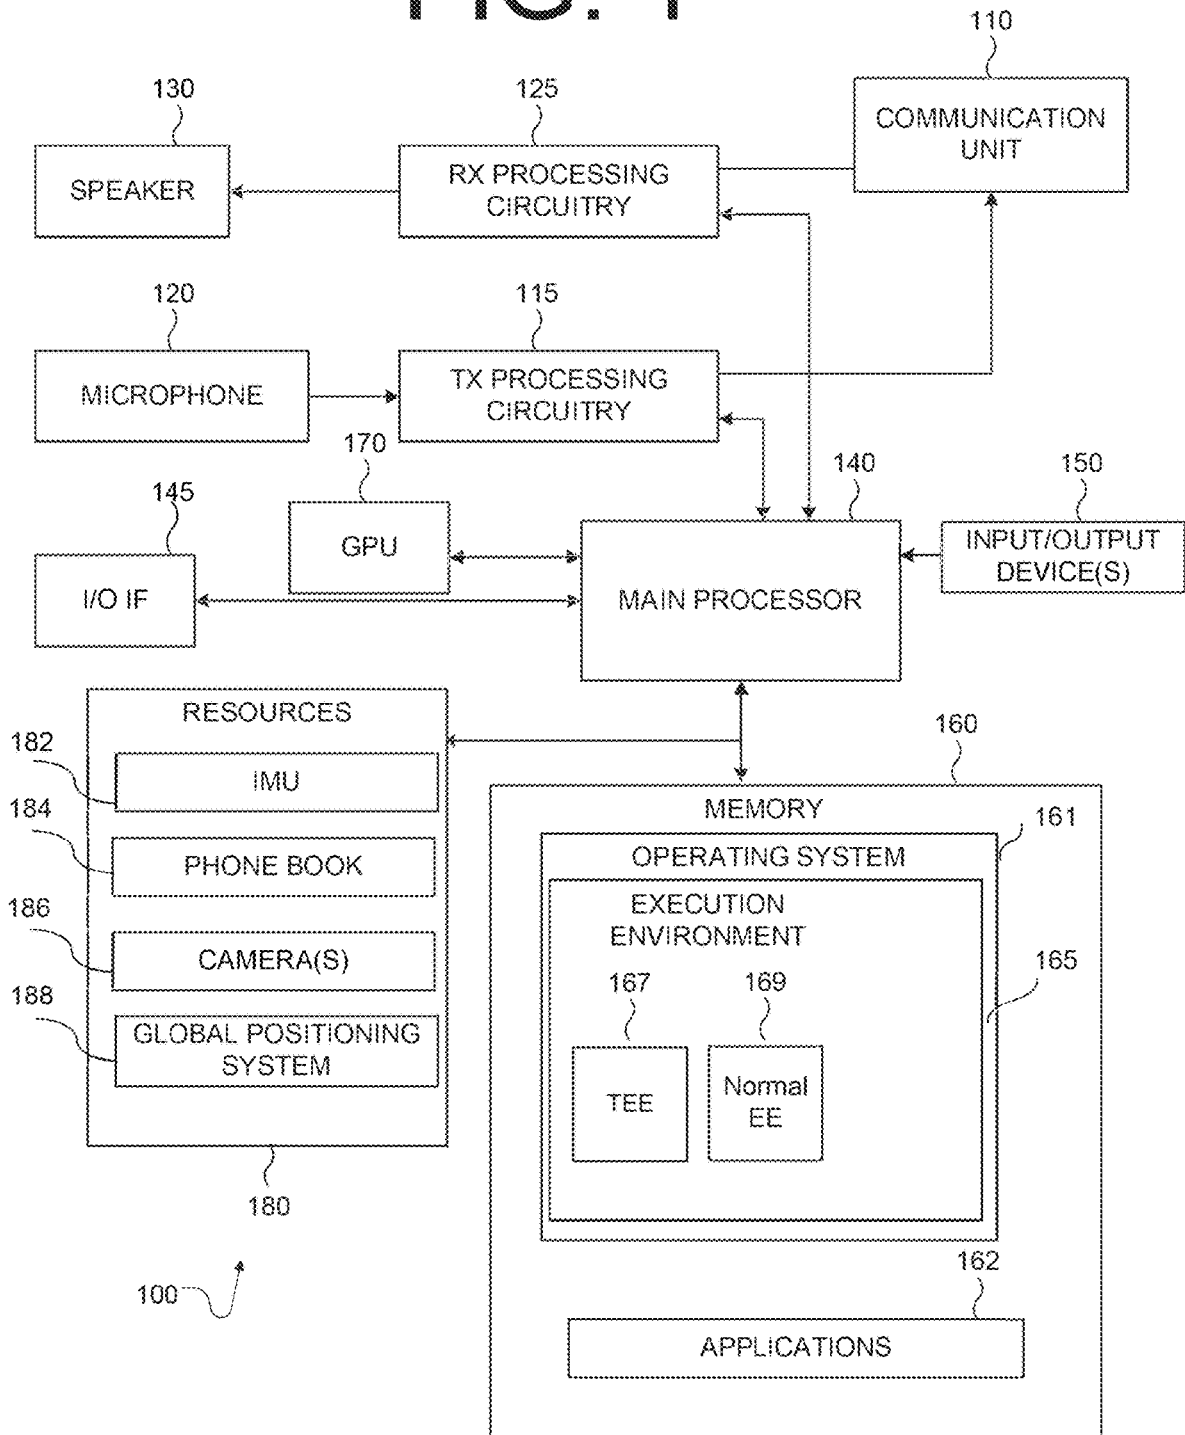 FIG. 1
110
130
125
COMMUNICATION
UNIT
SPEAKER
RX PROCESSING
CIRCUITRY
120
115
MICROPHONE
TX PROCESSING
CIRCUITRY
170
140
150
145
GPU
INPUT/OUTPUT
DEVICE(S)
I/O IF
MAIN PROCESSOR
RESOURCES
160
182
IMU
MEMORY
184
161
PHONE BOOK
OPERATING SYSTEM
186
EXECUTION
ENVIRONMENT
CAMERA(S)
165
188
167
169
GLOBAL POSITIONING
SYSTEM
TEE
Normal
EE
180
162
100
APPLICATIONS